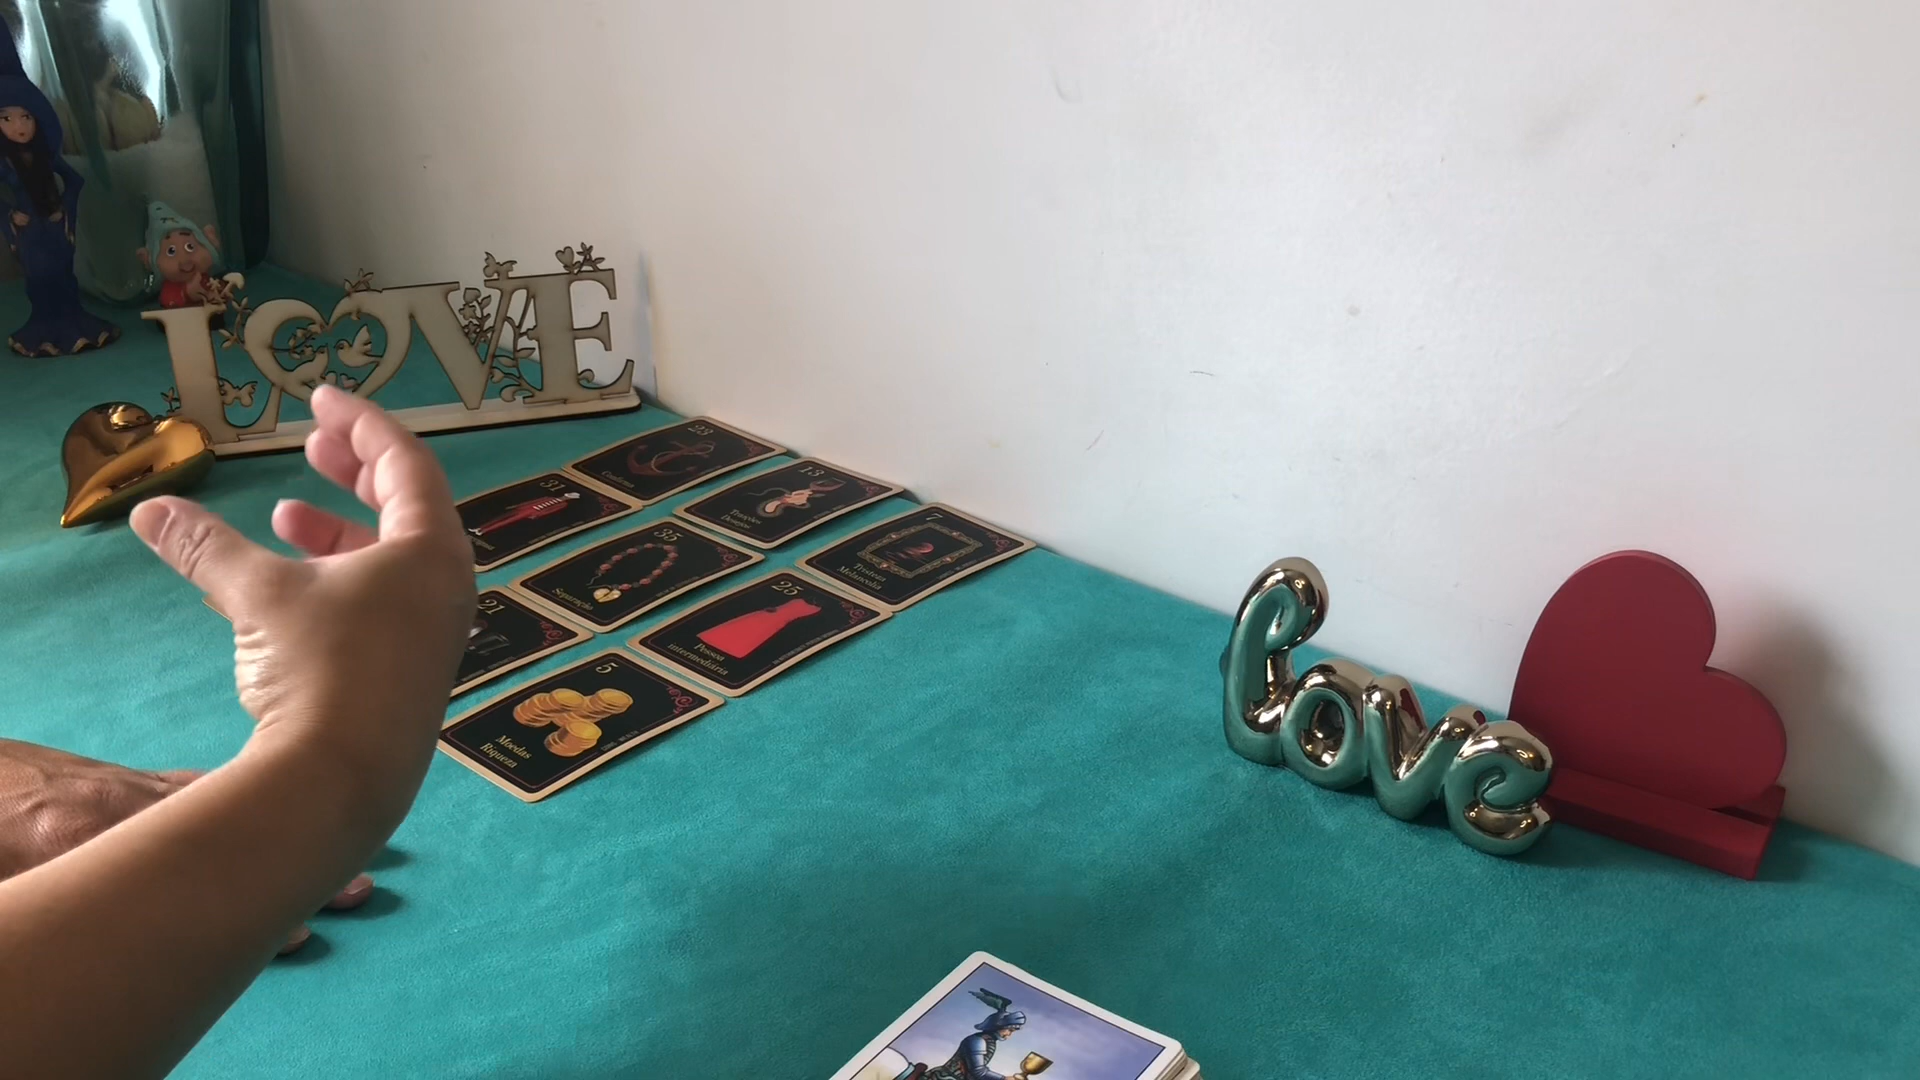 LOVE
23
Conforma
31
13
Traições
Desejos
7
Tristeza
Melancolia
35
Separação
21
25
Pessoa
intermediária
5
Moedas
Riqueza
Love